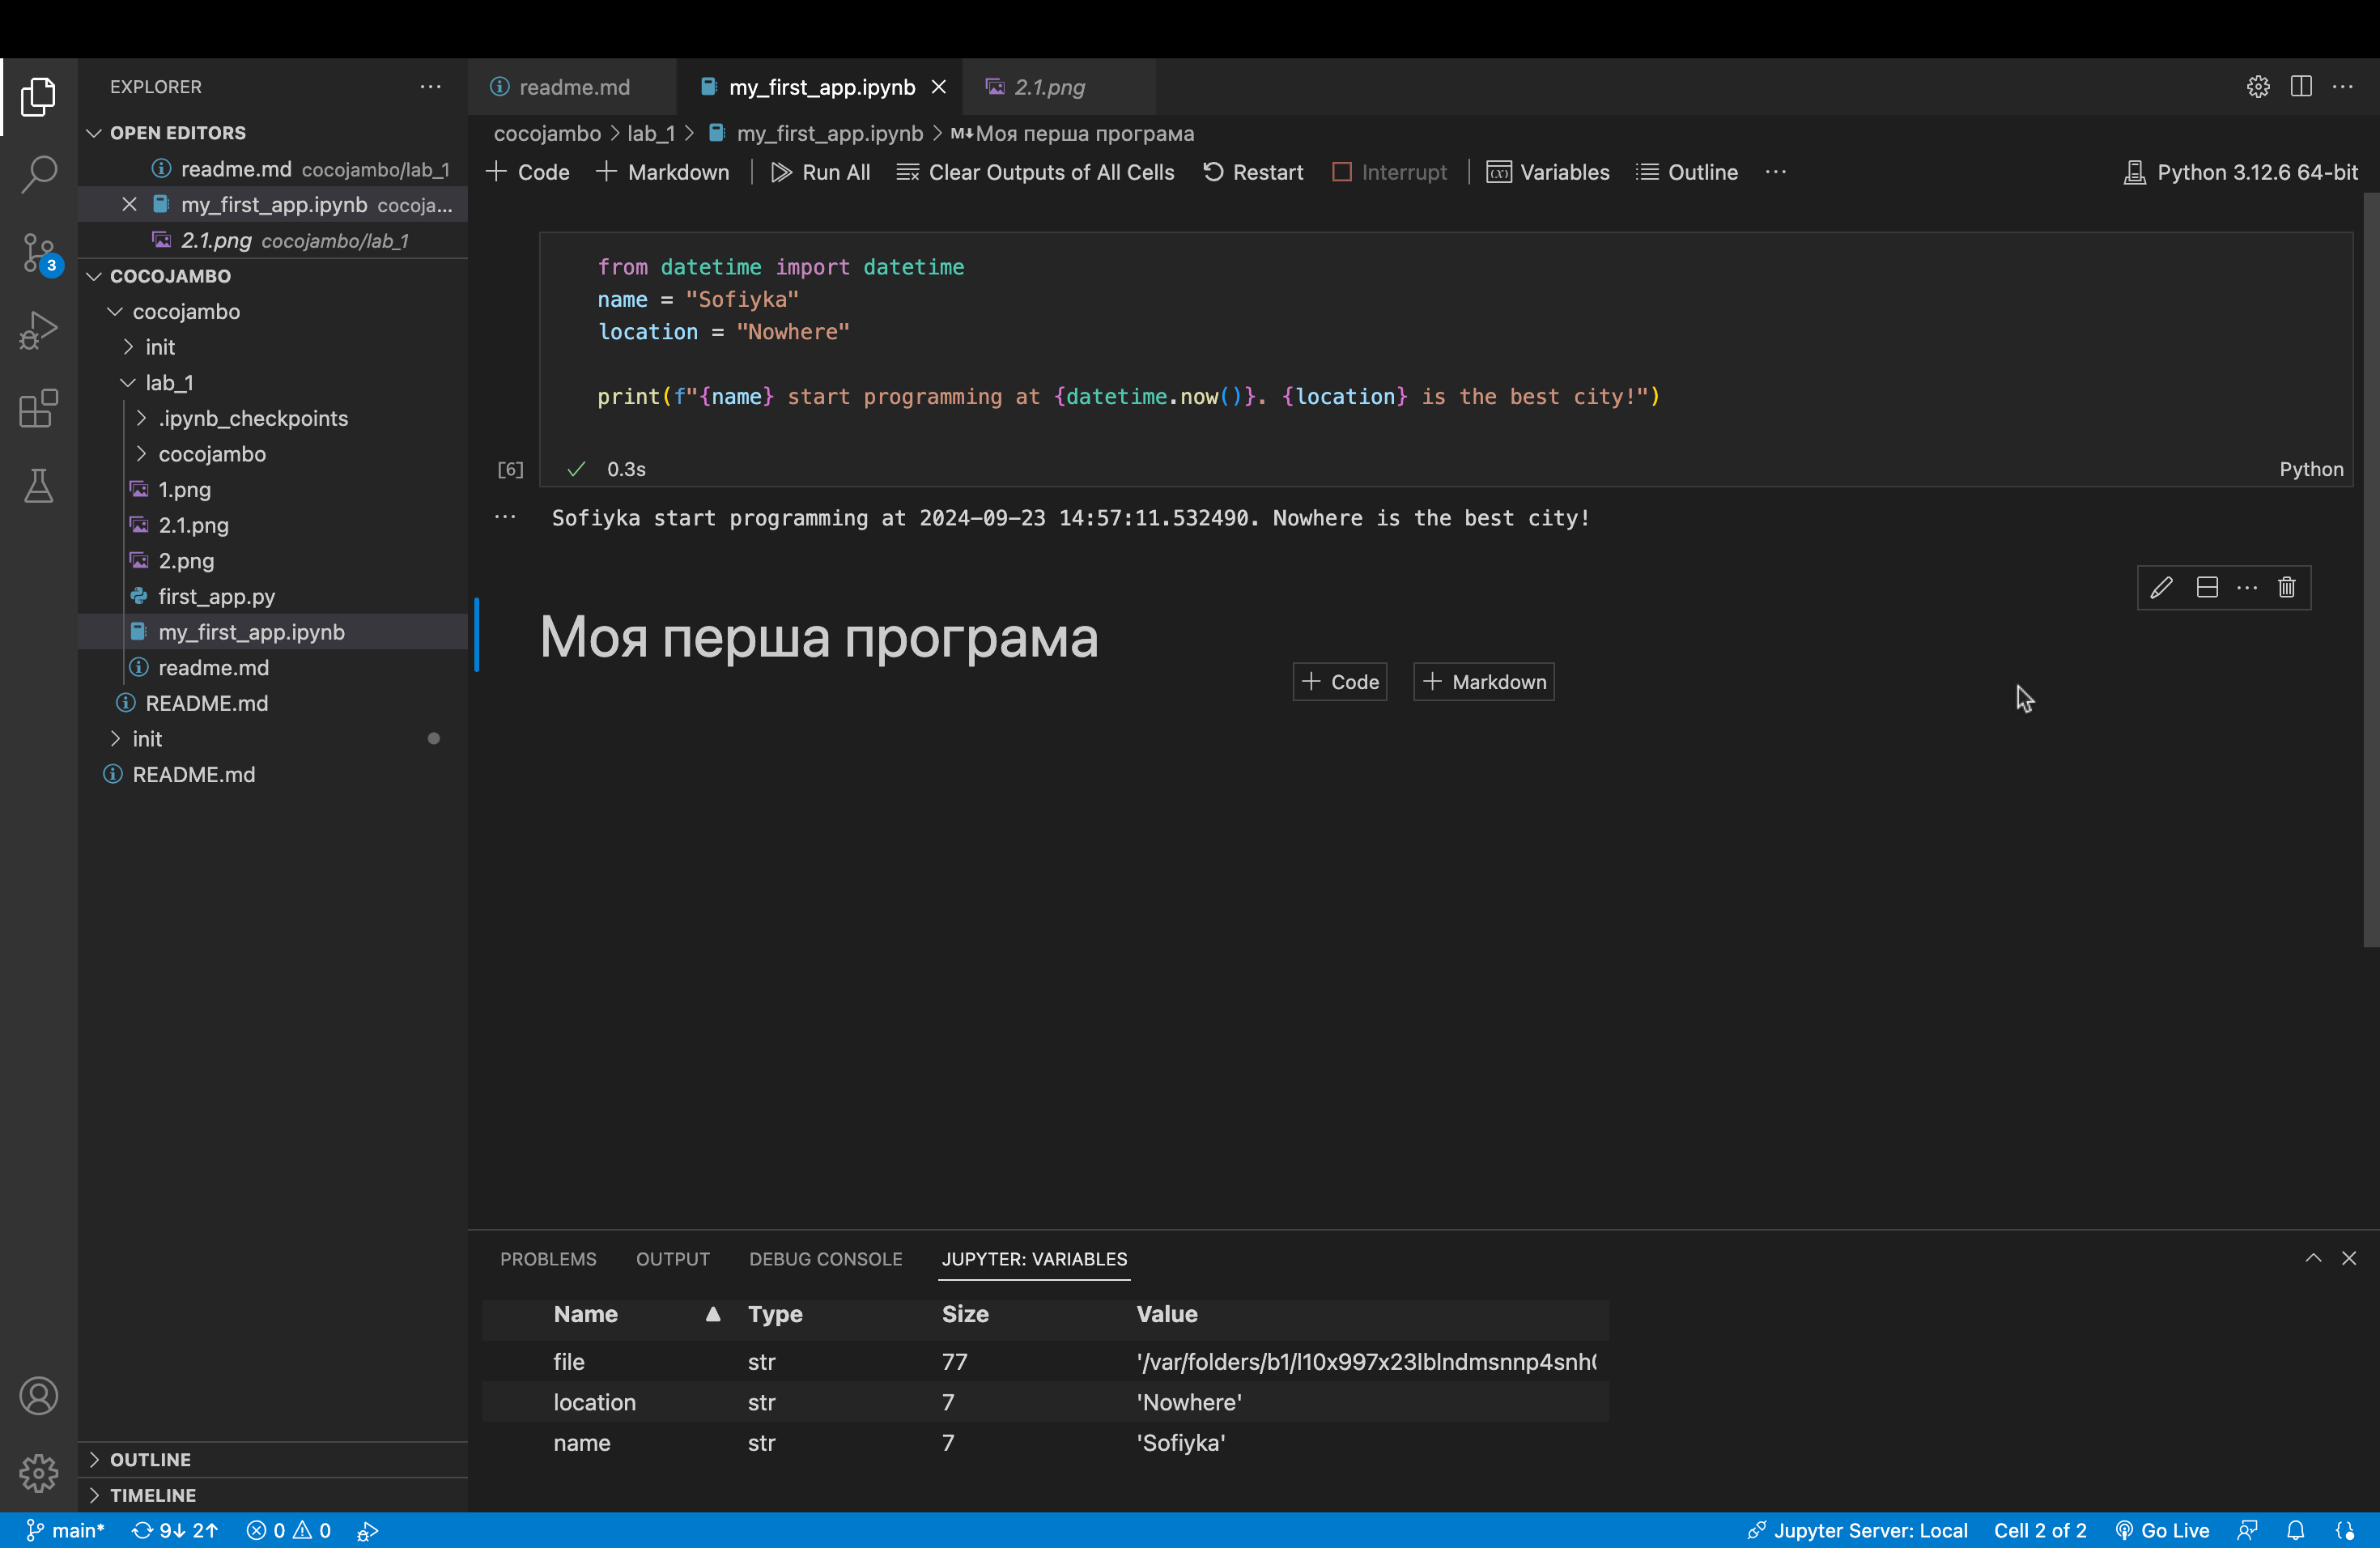 EXPLORER
OPEN EDITORS
readme.md cocojambo/lab_1
my_first_app.ipynb cocoja...
2.1.png cocojambo/lab_1
COCOJAMBO
cocojambo
init
lab_1
.ipynb_checkpoints
cocojambo
1.png
2.1.png
2.png
first_app.py
my_first_app.ipynb
readme.md
README.md
init
README.md
OUTLINE
TIMELINE
3
readme.md
my_first_app.ipynb
2.1.png
cocojambo > lab_1 > my_first_app.ipynb > M↓Моя перша програма
Code Markdown Run All Clear Outputs of All Cells Restart Interrupt Variables Outline ... Python 3.12.6 64-bit
from datetime import datetime
name = "Sofiyka"
location = "Nowhere"
print(f"{name} start programming at {datetime.now()}. {location} is the best city!")
[6] 0.3s Python
Sofiyka start programming at 2024-09-23 14:57:11.532490. Nowhere is the best city!
Моя перша програма
Code Markdown
PROBLEMS OUTPUT DEBUG CONSOLE JUPYTER: VARIABLES
Name Type Size Value
file str 77 '/var/folders/b1/l10x997x23lblndmsnnp4snh
location str 7 'Nowhere'
name str 7 'Sofiyka'
main* 9↓ 2↑ 0 0 Jupyter Server: Local Cell 2 of 2 Go Live